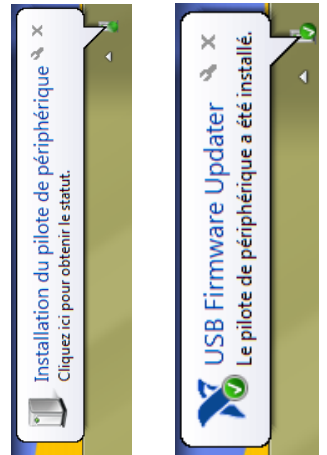 Installation du pilote de périphérique
Cliquez ici pour obtenir le statut.
USB Firmware Updater
Le pilote de périphérique a été installé.